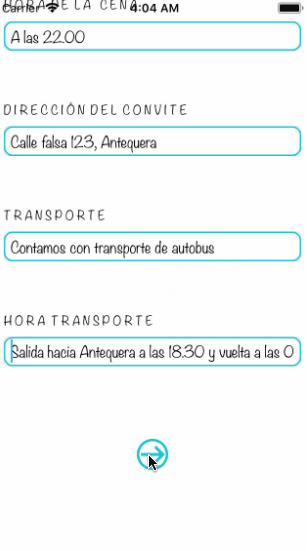 Carrier 4:04 AM
HORA DE LA CENA
A las 22.00
DIRECCIÓN DEL CONVITE
Calle falsa 123, Antequera
TRANSPORTE
Contamos con transporte de autobus
HORA TRANSPORTE
Salida hacia Antequera a las 18.30 y vuelta a las 0